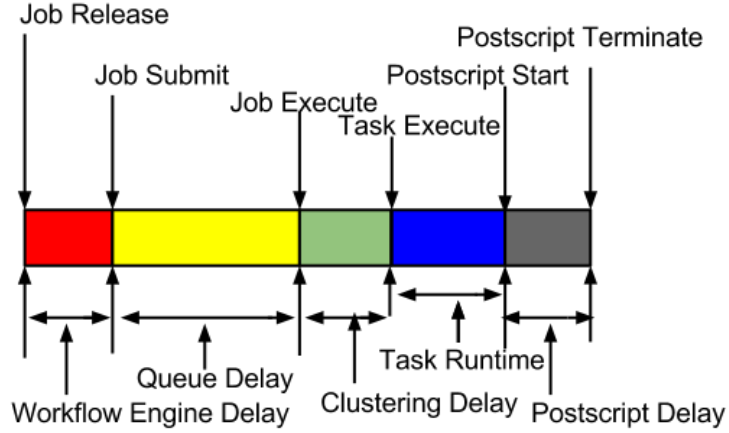 Job Release
Postscript Terminate
Job Submit
Postscript Start
Job Execute
Task Execute
Task Runtime
Queue Delay
Clustering Delay
Workflow Engine Delay
Postscript Delay